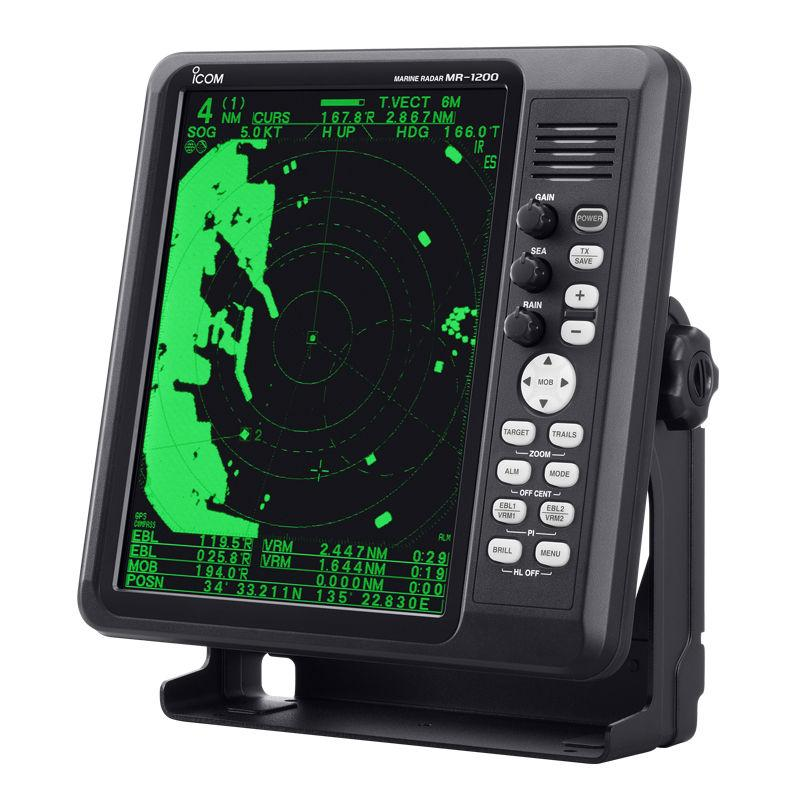 ICOM MARINE RADAR MR-1200
4 (1) NM T.VECT 6M
CURS 167.8°R 2.867NM
SOG 5.0KT H UP HDG 166.0°T
IR
ES
2
GPS
COMPASS
ALM
EBL 119.5°R VRM 2.447NM 0:29
EBL 025.8°R VRM 1.644NM 0:19
MOB 194.0°R 0.000NM 0:00
POSN 34° 33.211N 135° 22.830E
GAIN
POWER
SEA
TX
SAVE
+
RAIN
−
MOB
TARGET TRAILS
ZOOM
ALM MODE
OFF CENT
EBL1 EBL2
VRM1 VRM2
PI
BRILL MENU
HL OFF